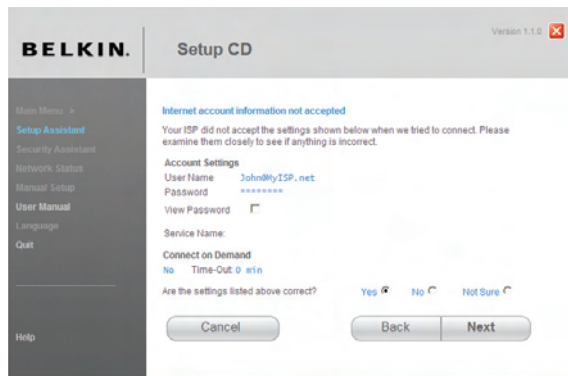 Version 1.1.0
BELKIN.
Setup CD
Main Menu >
Setup Assistant
Security Assistant
Network Status
Manual Setup
User Manual
Language
Quit
Help
Internet account information not accepted
Your ISP did not accept the settings shown below when we tried to connect. Please
examine them closely to see if anything is incorrect.
Account Settings
User Name John@MyISP.net
Password ********
View Password
Service Name:
Connect on Demand
No Time-Out: 0 min
Are the settings listed above correct? Yes No Not Sure
Cancel Back Next